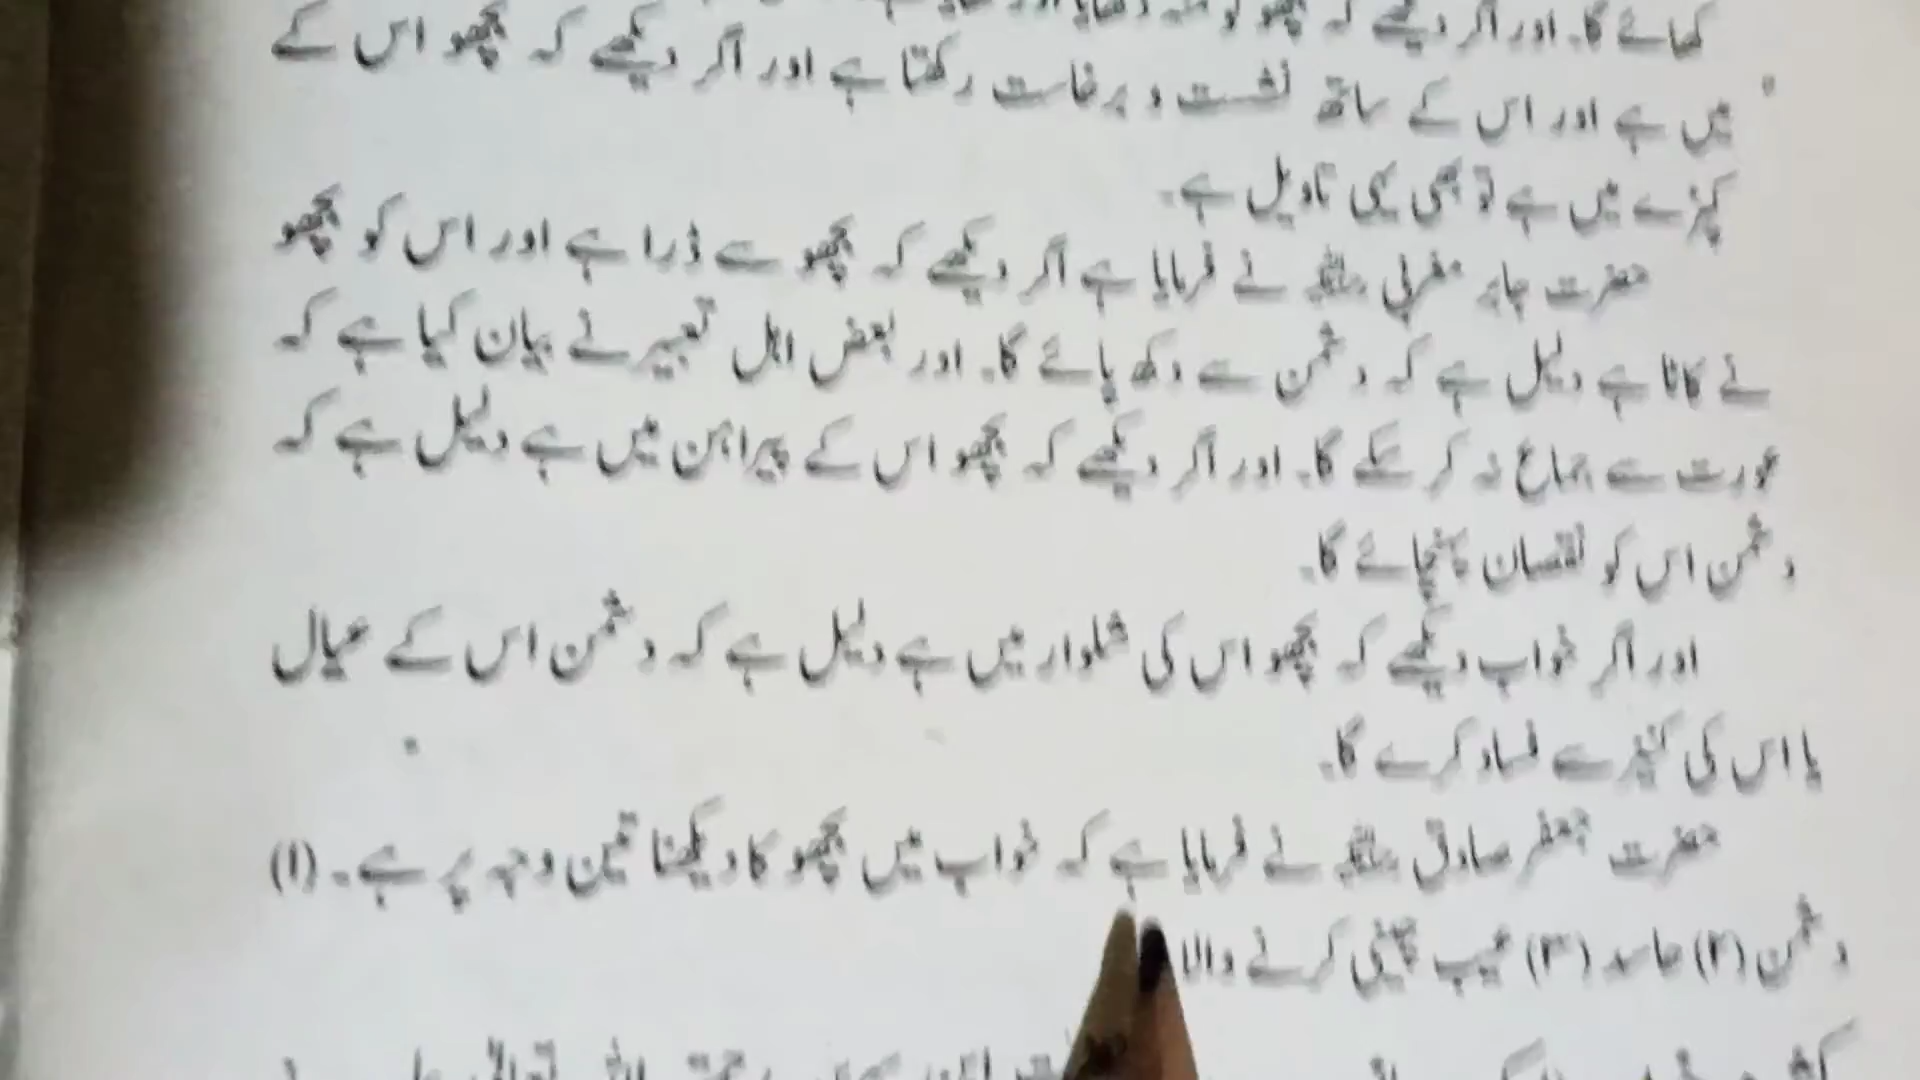 کھائے گا۔ اور اگر دیکھے کہ بچھو کو
میں ہے اور اس کے ساتھ نشست و برخاست رکھتا ہے اور اگر دیکھے کہ بچھو اس کے
کپڑے میں ہے تو بھی یہی تاویل ہے۔
حضرت جابر مغربی رحمۃ اللہ علیہ نے فرمایا ہے اگر دیکھے کہ بچھو سے ڈرا ہے اور اس کو بچھو
نے کاٹا ہے دلیل ہے کہ دشمن سے دکھ پائے گا۔ اور بعض اہل تعبیر نے بیان کیا ہے کہ
عورت سے جماع نہ کر سکے گا۔ اور اگر دیکھے کہ بچھو اس کے پیراہن میں ہے دلیل ہے کہ
دشمن اس کو نقصان پہنچائے گا۔
اور اگر خواب دیکھے کہ بچھو اس کی شلوار میں ہے دلیل ہے کہ دشمن اس کے عیال
یا اس کی کنیز سے فساد کرے گا۔
حضرت جعفر صادق رحمۃ اللہ علیہ نے فرمایا ہے کہ خواب میں بچھو کا دیکھنا تین وجہ پر ہے۔ (۱)
دشمن (۲) حاسد (۳) عیب چینی کرنے والا